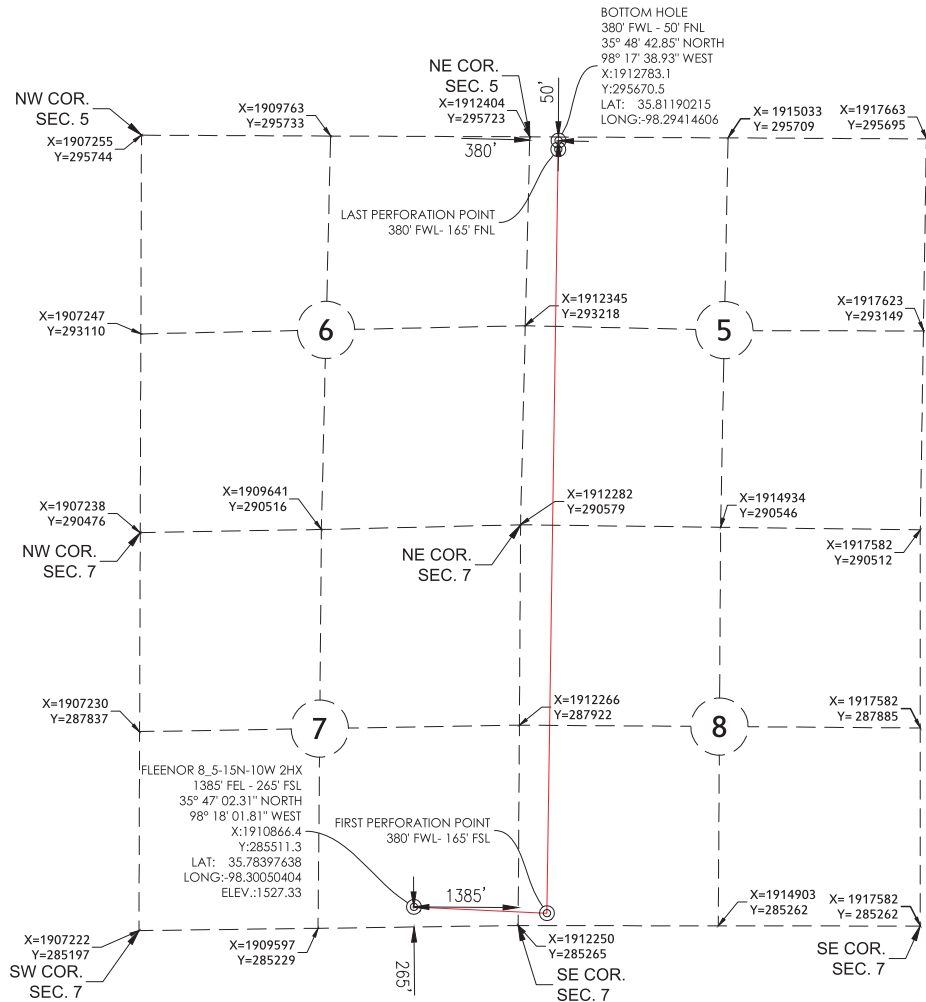 BOTTOM HOLE
380' FWL - 50' FNL
35° 48' 42.85" NORTH
98° 17' 38.93" WEST
X:1912783.1
Y:295670.5
LAT: 35.81190215
LONG:-98.29414606
NE COR.
SEC. 5
X=1912404
Y=295723
50'
NW COR.
SEC. 5
X=1907255
Y=295744
X=1909763
Y=295733
X= 1915033
Y= 295709
X=1917663
Y=295695
380'
LAST PERFORATION POINT
380' FWL- 165' FNL
X=1907247
Y=293110
6
X=1912345
Y=293218
5
X=1917623
Y=293149
X=1907238
Y=290476
NW COR.
SEC. 7
X=1909641
Y=290516
X=1912282
Y=290579
NE COR.
SEC. 7
X=1914934
Y=290546
X=1917582
Y=290512
X=1907230
Y=287837
7
X=1912266
Y=287922
8
X= 1917582
Y= 287885
FLEENOR 8_5-15N-10W 2HX
1385' FEL - 265' FSL
35° 47' 02.31" NORTH
98° 18' 01.81" WEST
X:1910866.4
Y:285511.3
LAT: 35.78397638
LONG:-98.30050404
ELEV.:1527.33
FIRST PERFORATION POINT
380' FWL- 165' FSL
1385'
265'
X=1907222
Y=285197
SW COR.
SEC. 7
X=1909597
Y=285229
X=1912250
Y=285265
SE COR.
SEC. 7
X=1914903
Y=285262
X=1917582
Y= 285262
SE COR.
SEC. 7